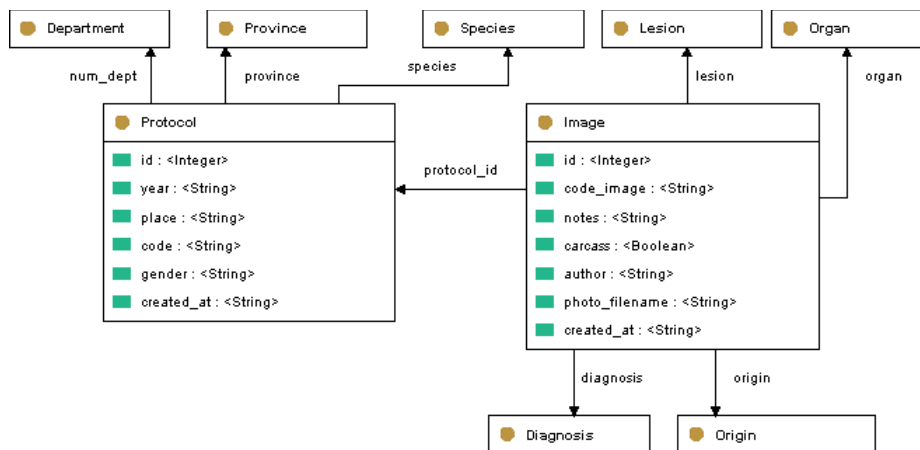 Department
Province
Species
Lesion
Organ
num_dept
province
species
lesion
organ
Protocol
id : <Integer>
year : <String>
place : <String>
code : <String>
gender : <String>
created_at : <String>
protocol_id
Image
id : <Integer>
code_image : <String>
notes : <String>
carcass : <Boolean>
author : <String>
photo_filename : <String>
created_at : <String>
diagnosis
origin
Diagnosis
Origin